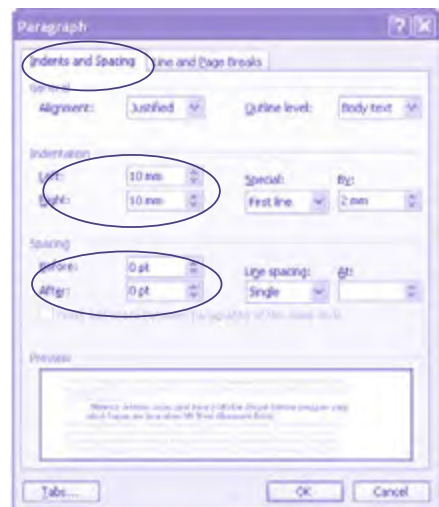 Paragraph
Indents and Spacing Line and Page Breaks
General
Alignment: Justified Outline level: Body text
Indentation
Left: 10 mm Special: By:
Right: 10 mm First line 2 mm
Spacing
Before: 0 pt Line spacing: At:
After: 0 pt Single
Preview
Tabs... OK Cancel